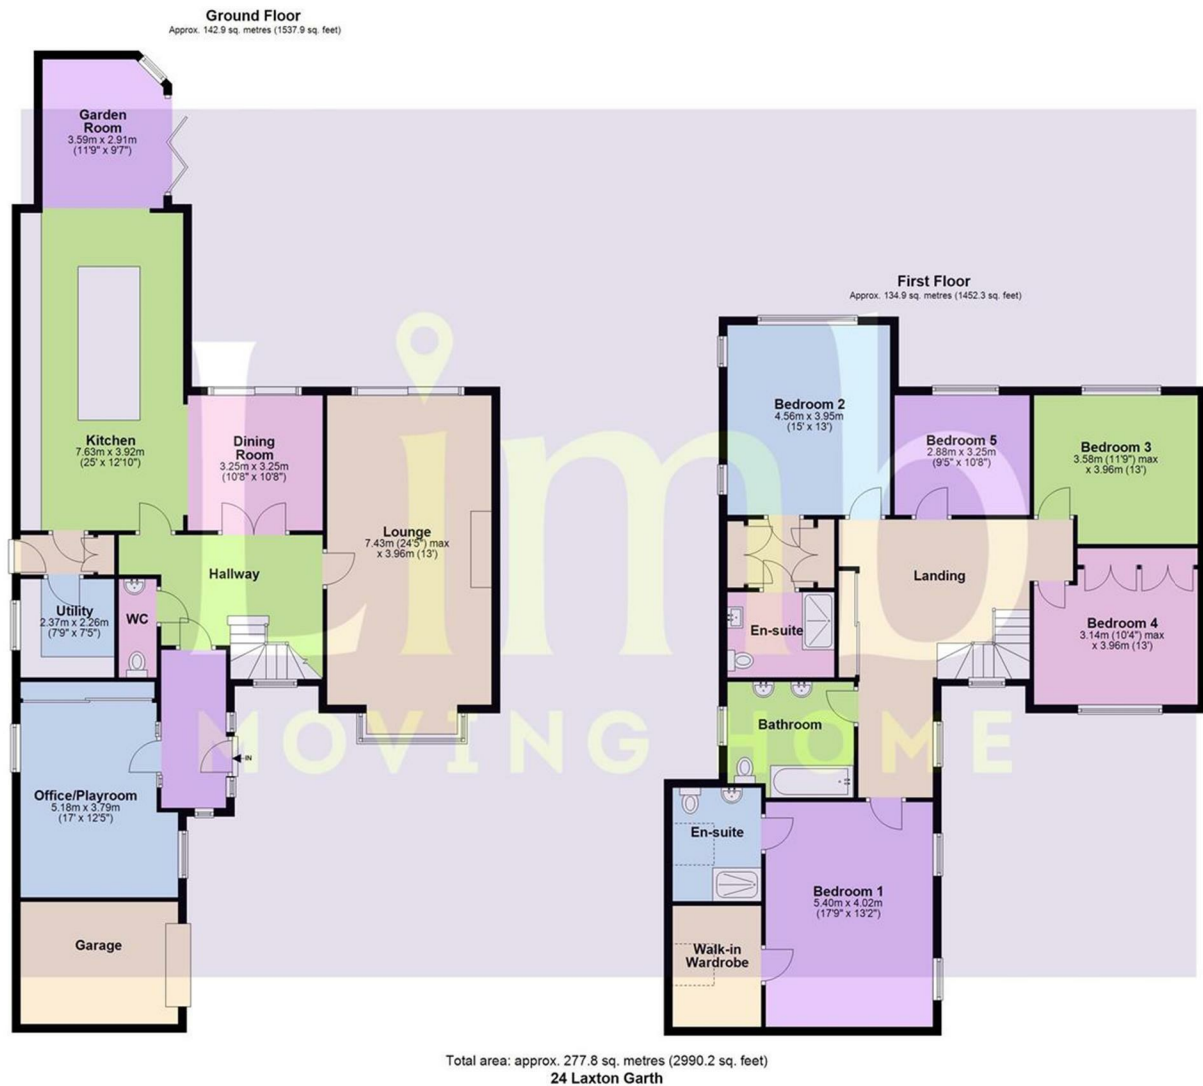 Ground Floor
Approx. 142.9 sq. metres (1537.9 sq. feet)
Garden
Room
3.59m x 2.91m
(11'9" x 9'7")
Kitchen
7.63m x 3.92m
(25' x 12'10")
Dining
Room
3.25m x 3.25m
(10'8" x 10'8")
Lounge
7.43m (24'5") max
x 3.96m (13')
Hallway
Utility
2.37m x 2.26m
(7'9" x 7'5")
WC
IN
Office/Playroom
5.18m x 3.79m
(17' x 12'5")
Garage
First Floor
Approx. 134.9 sq. metres (1452.3 sq. feet)
Bedroom 2
4.56m x 3.95m
(15' x 13')
Bedroom 5
2.88m x 3.25m
(9'5" x 10'8")
Bedroom 3
3.58m (11'9") max
x 3.96m (13')
Landing
En-suite
Bedroom 4
3.14m (10'4") max
x 3.96m (13')
Bathroom
En-suite
Bedroom 1
5.40m x 4.02m
(17'9" x 13'2")
Walk-in
Wardrobe
Limb
MOVING HOME
Total area: approx. 277.8 sq. metres (2990.2 sq. feet)
24 Laxton Garth